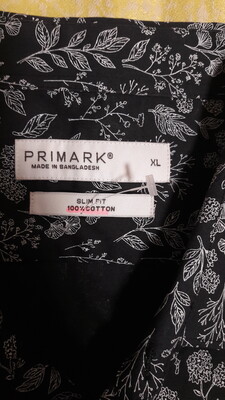 PRIMARK® XL
MADE IN BANGLADESH
SLIM FIT
100% COTTON